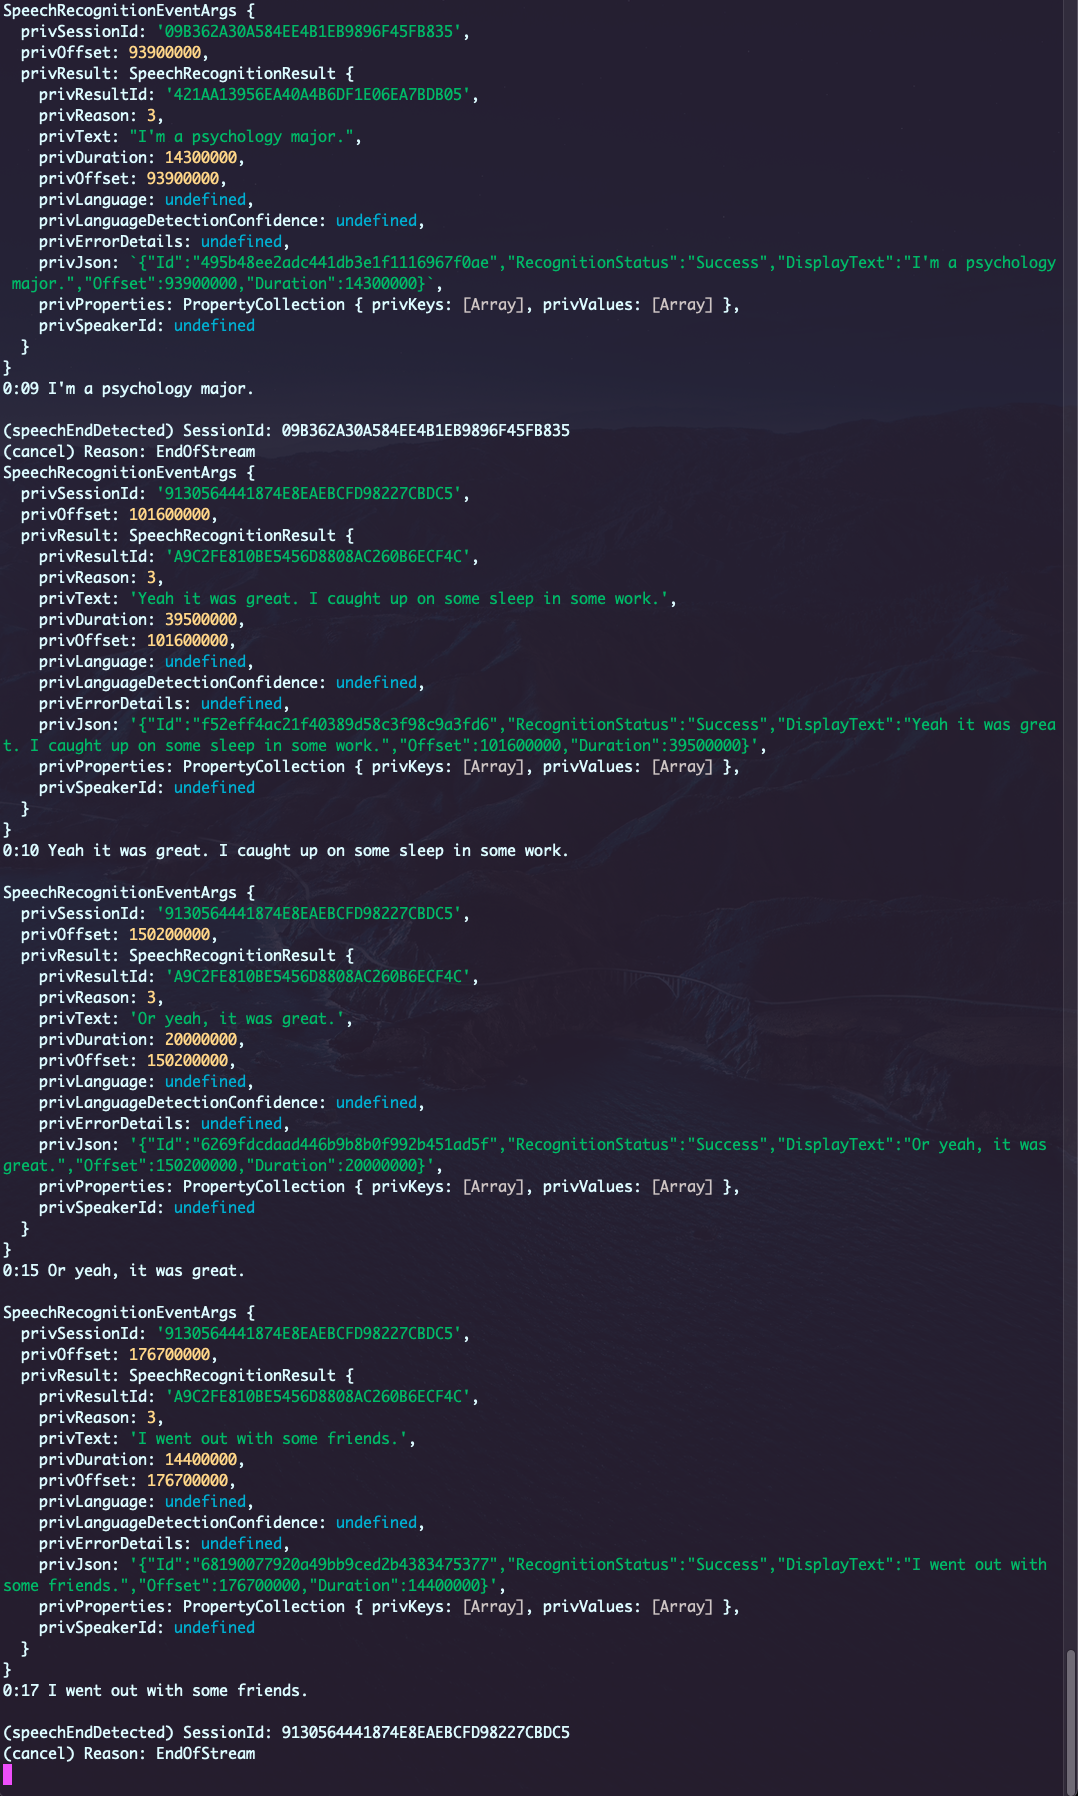 SpeechRecognitionEventArgs {
  privSessionId: '09B362A30A584EE4B1EB9896F45FB835',
  privOffset: 93900000,
  privResult: SpeechRecognitionResult {
    privResultId: '421AA13956EA40A4B6DF1E06EA7BDB05',
    privReason: 3,
    privText: "I'm a psychology major.",
    privDuration: 14300000,
    privOffset: 93900000,
    privLanguage: undefined,
    privLanguageDetectionConfidence: undefined,
    privErrorDetails: undefined,
    privJson: `{"Id":"495b48ee2adc441db3e1f1116967f0ae","RecognitionStatus":"Success","DisplayText":"I'm a psychology
 major.","Offset":93900000,"Duration":14300000}`,
    privProperties: PropertyCollection { privKeys: [Array], privValues: [Array] },
    privSpeakerId: undefined
  }
}
0:09 I'm a psychology major.

(speechEndDetected) SessionId: 09B362A30A584EE4B1EB9896F45FB835
(cancel) Reason: EndOfStream
SpeechRecognitionEventArgs {
  privSessionId: '9130564441874E8EAEBCFD98227CBDC5',
  privOffset: 101600000,
  privResult: SpeechRecognitionResult {
    privResultId: 'A9C2FE810BE5456D8808AC260B6ECF4C',
    privReason: 3,
    privText: 'Yeah it was great. I caught up on some sleep in some work.',
    privDuration: 39500000,
    privOffset: 101600000,
    privLanguage: undefined,
    privLanguageDetectionConfidence: undefined,
    privErrorDetails: undefined,
    privJson: '{"Id":"f52eff4ac21f40389d58c3f98c9a3fd6","RecognitionStatus":"Success","DisplayText":"Yeah it was grea
t. I caught up on some sleep in some work.","Offset":101600000,"Duration":39500000}',
    privProperties: PropertyCollection { privKeys: [Array], privValues: [Array] },
    privSpeakerId: undefined
  }
}
0:10 Yeah it was great. I caught up on some sleep in some work.

SpeechRecognitionEventArgs {
  privSessionId: '9130564441874E8EAEBCFD98227CBDC5',
  privOffset: 150200000,
  privResult: SpeechRecognitionResult {
    privResultId: 'A9C2FE810BE5456D8808AC260B6ECF4C',
    privReason: 3,
    privText: 'Or yeah, it was great.',
    privDuration: 20000000,
    privOffset: 150200000,
    privLanguage: undefined,
    privLanguageDetectionConfidence: undefined,
    privErrorDetails: undefined,
    privJson: '{"Id":"6269fdcdaad446b9b8b0f992b451ad5f","RecognitionStatus":"Success","DisplayText":"Or yeah, it was
great.","Offset":150200000,"Duration":20000000}',
    privProperties: PropertyCollection { privKeys: [Array], privValues: [Array] },
    privSpeakerId: undefined
  }
}
0:15 Or yeah, it was great.

SpeechRecognitionEventArgs {
  privSessionId: '9130564441874E8EAEBCFD98227CBDC5',
  privOffset: 176700000,
  privResult: SpeechRecognitionResult {
    privResultId: 'A9C2FE810BE5456D8808AC260B6ECF4C',
    privReason: 3,
    privText: 'I went out with some friends.',
    privDuration: 14400000,
    privOffset: 176700000,
    privLanguage: undefined,
    privLanguageDetectionConfidence: undefined,
    privErrorDetails: undefined,
    privJson: '{"Id":"68190077920a49bb9ced2b4383475377","RecognitionStatus":"Success","DisplayText":"I went out with
some friends.","Offset":176700000,"Duration":14400000}',
    privProperties: PropertyCollection { privKeys: [Array], privValues: [Array] },
    privSpeakerId: undefined
  }
}
0:17 I went out with some friends.

(speechEndDetected) SessionId: 9130564441874E8EAEBCFD98227CBDC5
(cancel) Reason: EndOfStream